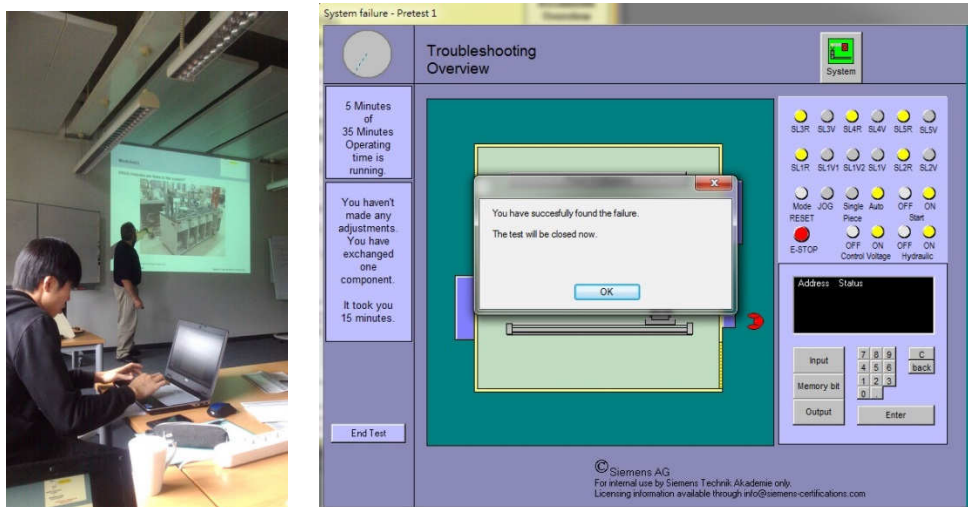 System failure - Pretest 1
Troubleshooting
Overview
System
5 Minutes
of
35 Minutes
Operating
time is
running.
You haven't
made any
adjustments.
You have
exchanged
one
component.
It took you
15 minutes.
End Test
You have succesfully found the failure.
The test will be closed now.
OK
SL3R SL3V SL4R SL4V SL5R SL5V
SL1R SL1V1 SL1V2 SL1V SL2R SL2V
Mode JOG Single Auto OFF ON
RESET Piece Start
E-STOP OFF ON OFF ON
Control Voltage Hydraulic
Address Status
Input 7 8 9 C
4 5 6 back
Memory bit 1 2 3
0 .
Output Enter
© Siemens AG
For internal use by Siemens Technik Akademie only.
Licensing information available through info@siemens-certifications.com